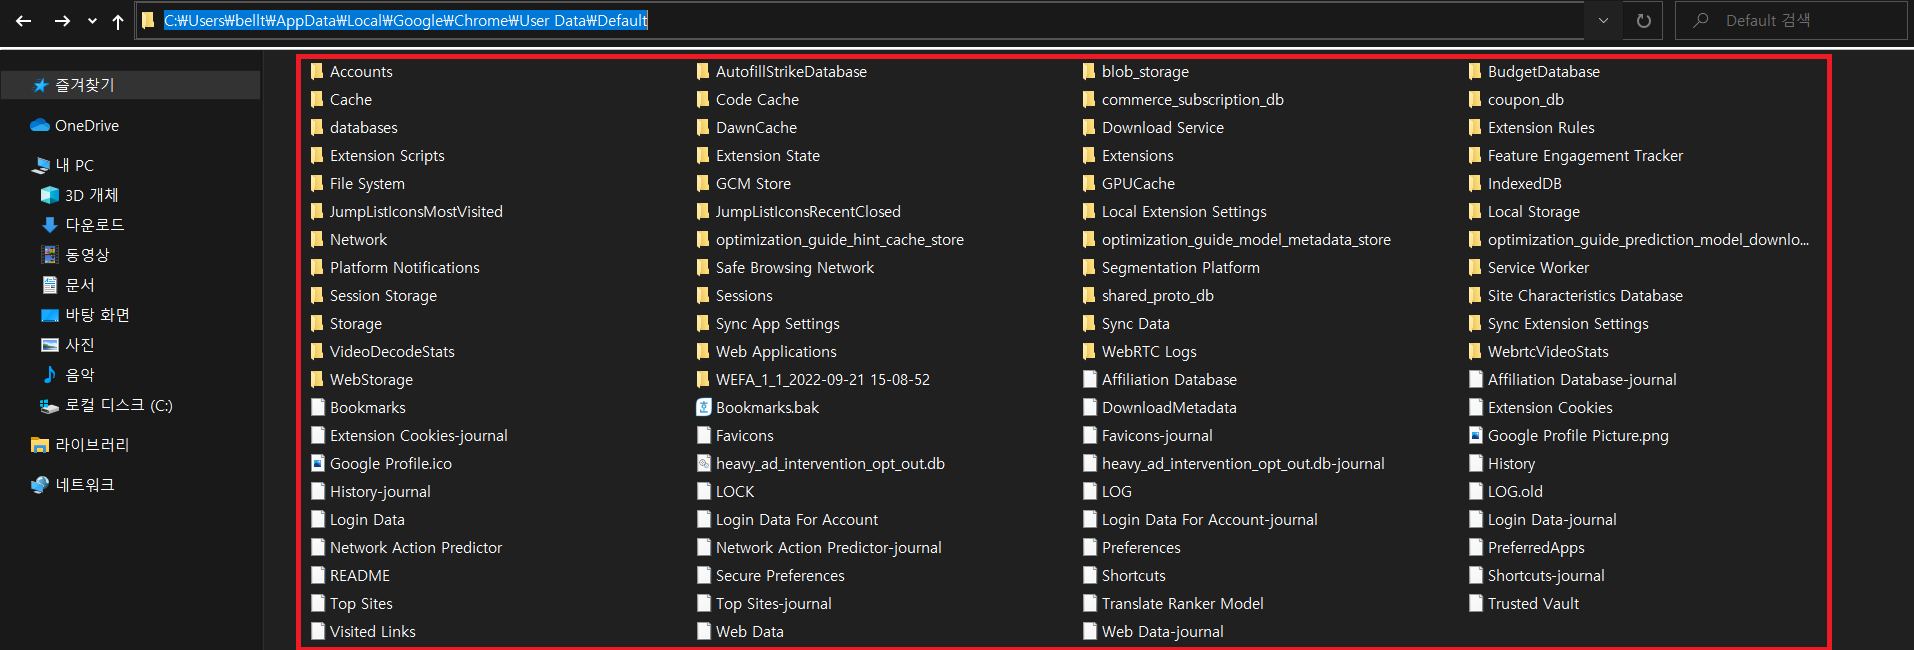 C:₩Users₩bellt₩AppData₩Local₩Google₩Chrome₩User Data₩Default
Default 검색
즐겨찾기
OneDrive
내 PC
3D 개체
다운로드
동영상
문서
바탕 화면
사진
음악
로컬 디스크 (C:)
라이브러리
네트워크
Accounts AutofillStrikeDatabase blob_storage BudgetDatabase
Cache Code Cache commerce_subscription_db coupon_db
databases DawnCache Download Service Extension Rules
Extension Scripts Extension State Extensions Feature Engagement Tracker
File System GCM Store GPUCache IndexedDB
JumpListIconsMostVisited JumpListIconsRecentClosed Local Extension Settings Local Storage
Network optimization_guide_hint_cache_store optimization_guide_model_metadata_store optimization_guide_prediction_model_downlo...
Platform Notifications Safe Browsing Network Segmentation Platform Service Worker
Session Storage Sessions shared_proto_db Site Characteristics Database
Storage Sync App Settings Sync Data Sync Extension Settings
VideoDecodeStats Web Applications WebRTC Logs WebrtcVideoStats
WebStorage WEFA_1_1_2022-09-21 15-08-52 Affiliation Database Affiliation Database-journal
Bookmarks Bookmarks.bak DownloadMetadata Extension Cookies
Extension Cookies-journal Favicons Favicons-journal Google Profile Picture.png
Google Profile.ico heavy_ad_intervention_opt_out.db heavy_ad_intervention_opt_out.db-journal History
History-journal LOCK LOG LOG.old
Login Data Login Data For Account Login Data For Account-journal Login Data-journal
Network Action Predictor Network Action Predictor-journal Preferences PreferredApps
README Secure Preferences Shortcuts Shortcuts-journal
Top Sites Top Sites-journal Translate Ranker Model Trusted Vault
Visited Links Web Data Web Data-journal